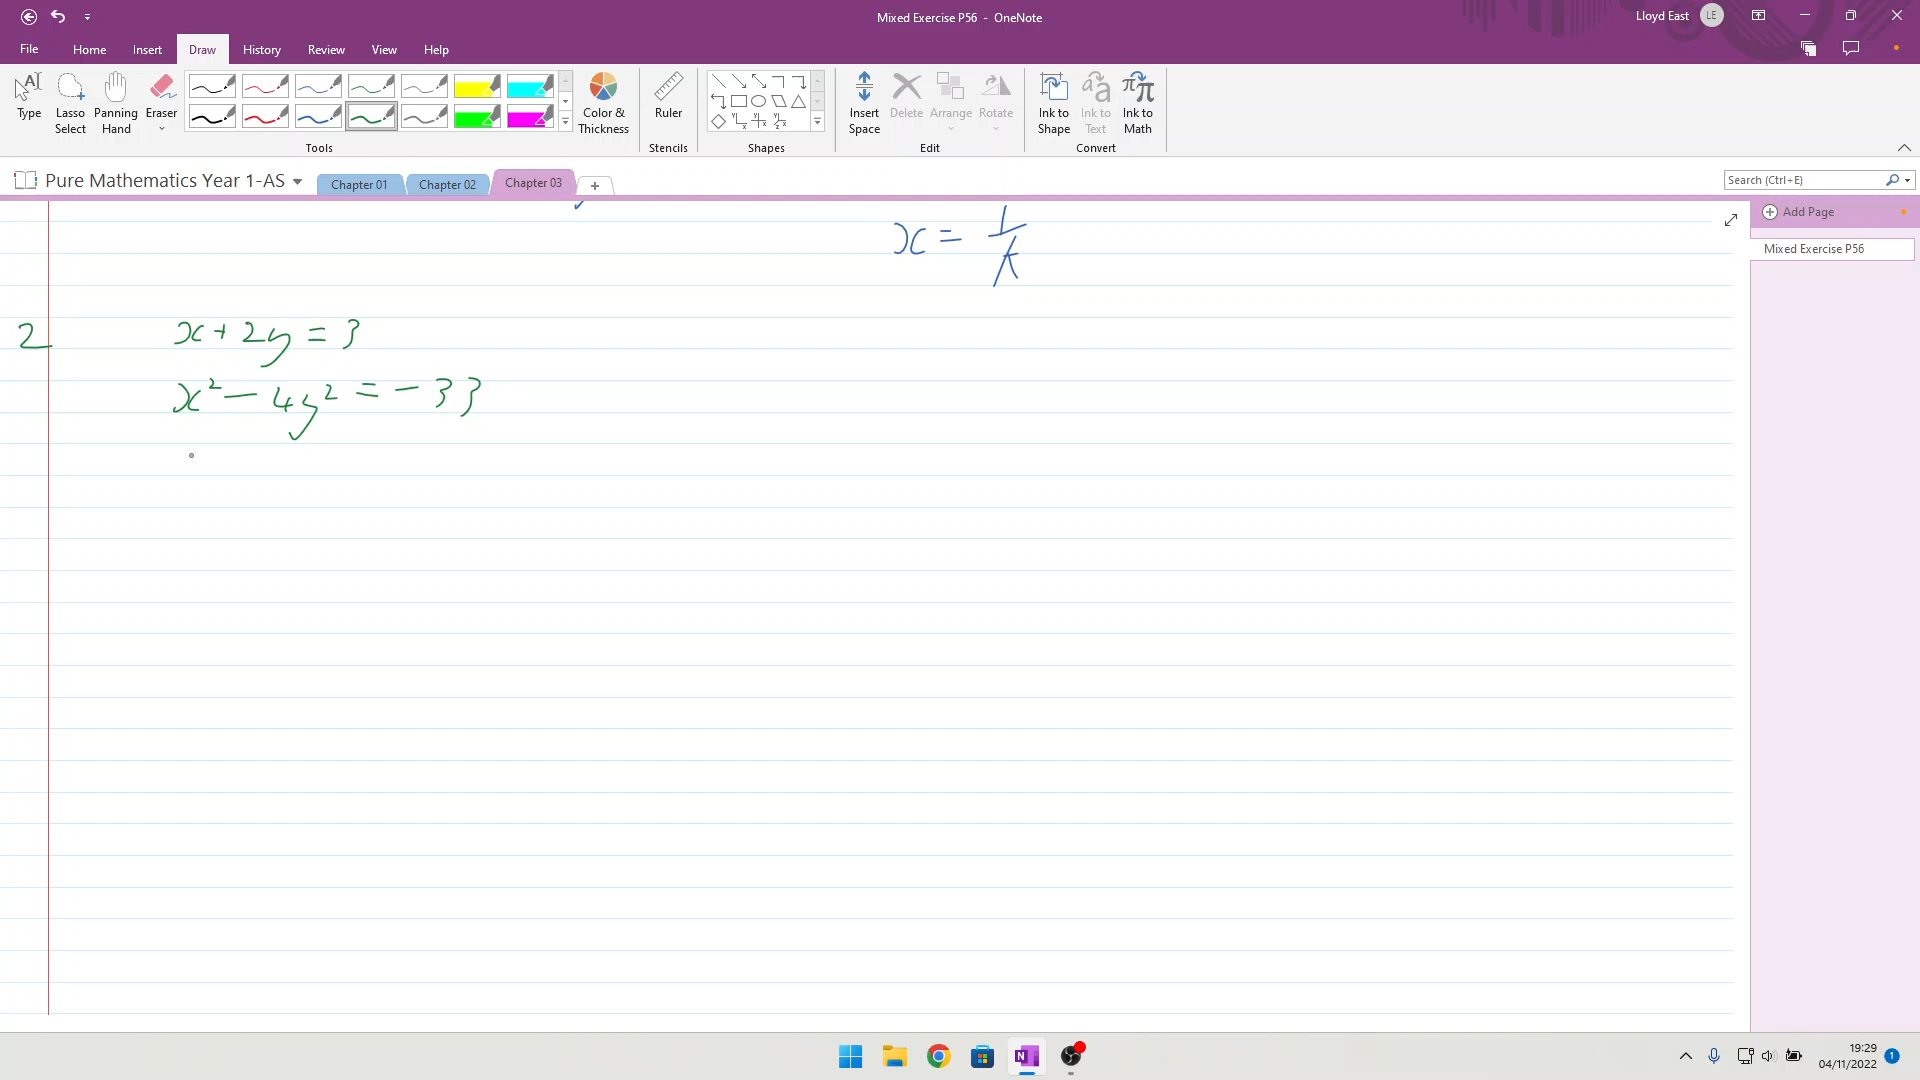 Mixed Exercise P56 - OneNote
Lloyd East LE
File Home Insert Draw History Review View Help
Type Lasso Select Panning Hand Eraser Color & Thickness Ruler Insert Space Delete Arrange Rotate Ink to Shape Ink to Text Ink to Math
Tools Stencils Shapes Edit Convert
Pure Mathematics Year 1-AS Chapter 01 Chapter 02 Chapter 03 Search (Ctrl+E)
Add Page
Mixed Exercise P56
x = 1/k
2 x + 2y = 3
x² - 4y² = - 33
19:29
04/11/2022 1